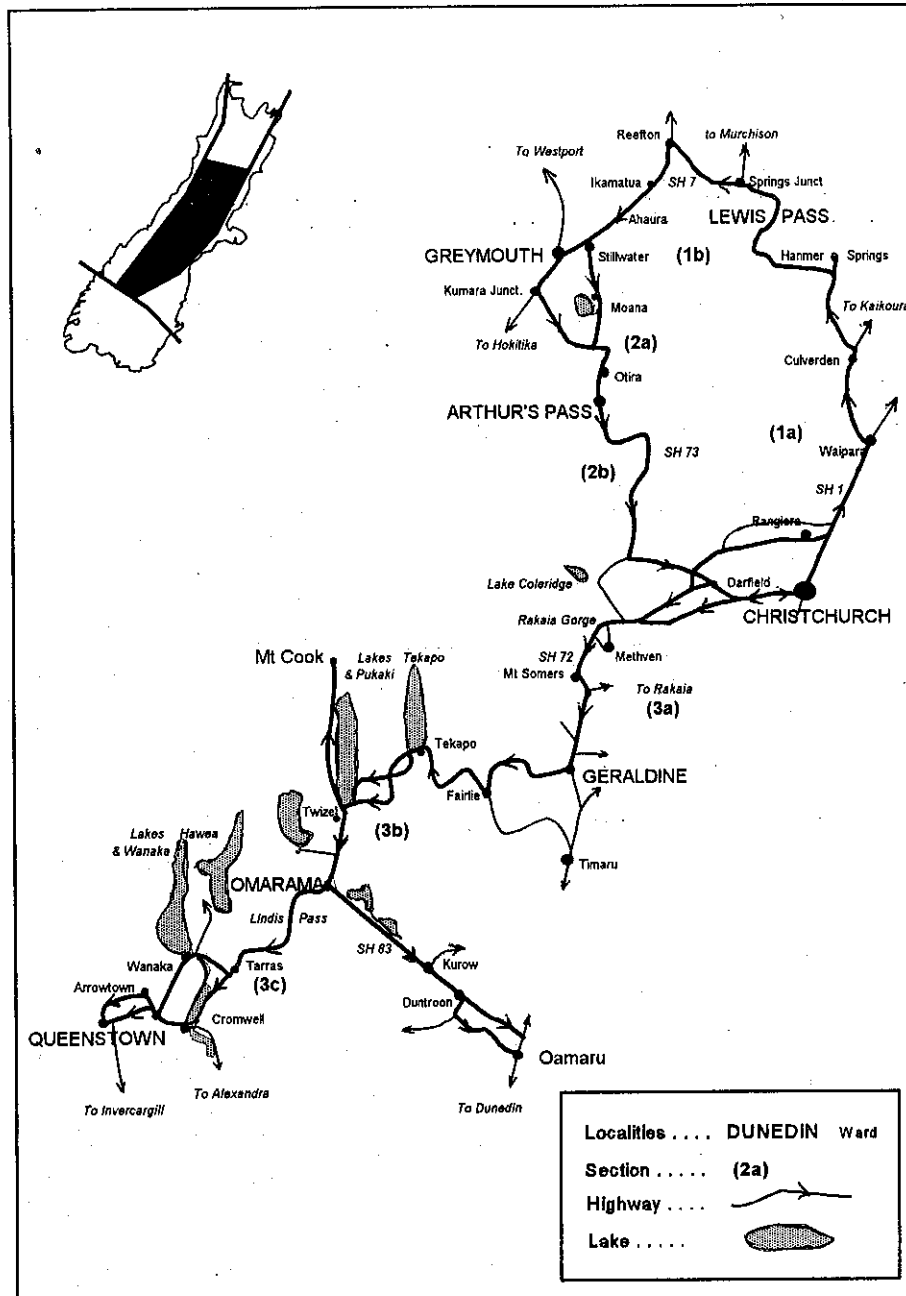 Reefton
to Murchison
To Westport
Ikamatua
SH 7
Springs Junct
Ahaura
LEWIS PASS
GREYMOUTH
Stillwater
(1b)
Hanmer
Springs
Kumara Junct.
Moana
To Kaikoura
To Hokitika
(2a)
Culverden
Otira
ARTHUR'S PASS
(1a)
SH 73
Waipara
(2b)
SH 1
Rangiora
Lake Coleridge
Darfield
CHRISTCHURCH
Rakaia Gorge
Mt Cook
Lakes Tekapo
& Pukaki
SH 72
Methven
Mt Somers
To Rakaia
(3a)
Tekapo
GERALDINE
Fairlie
Twizel
(3b)
Lakes Hawea
& Wanaka
Timaru
OMARAMA
Lindis Pass
SH 83
Kurow
Wanaka
Tarras
(3c)
Arrowtown
Duntroon
QUEENSTOWN
Cromwell
Oamaru
To Alexandra
To Invercargill
To Dunedin
Localities .... DUNEDIN Ward
Section ..... (2a)
Highway ....
Lake .....